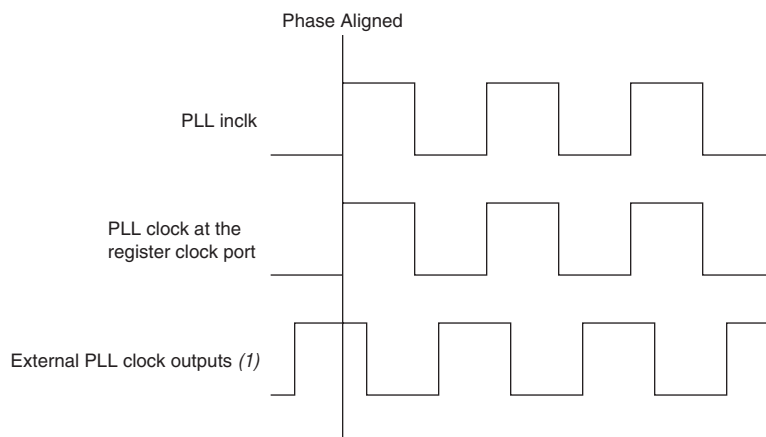 Phase Aligned
PLL inclk
PLL clock at the
register clock port
External PLL clock outputs (1)